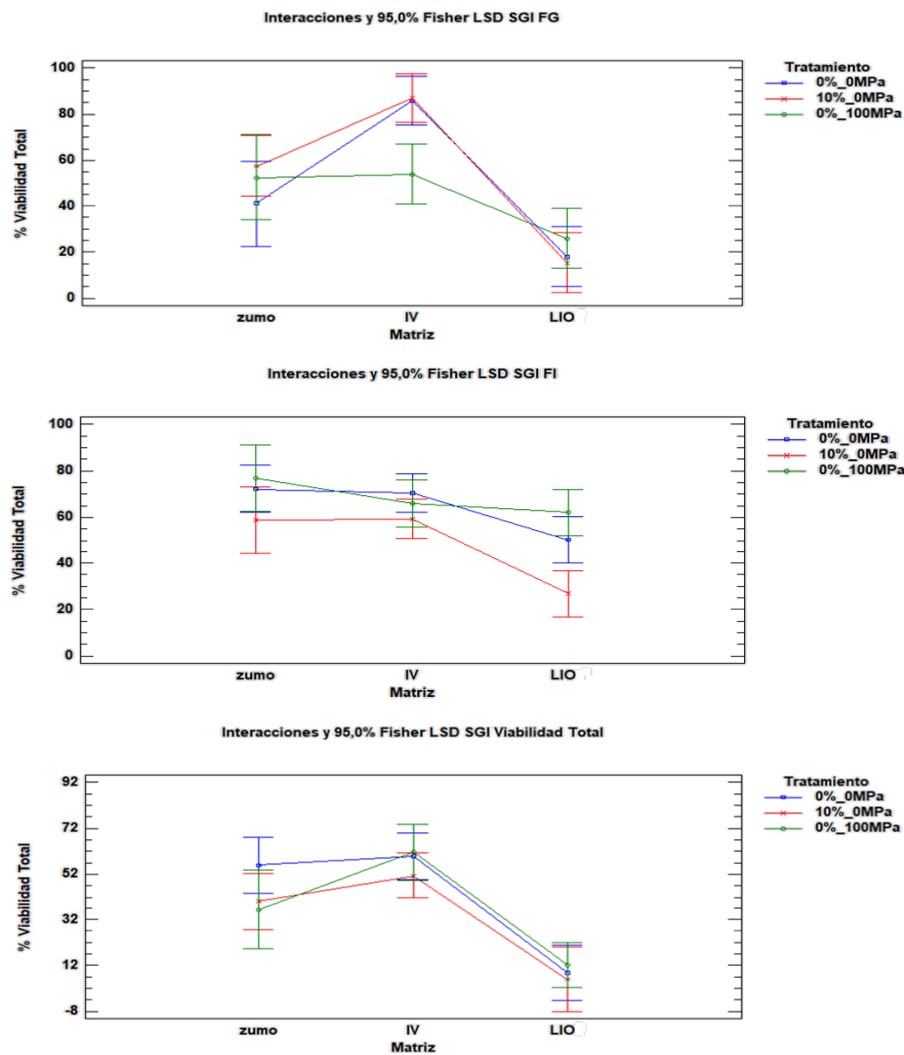 Interacciones y 95,0% Fisher LSD SGI FG
% Viabilidad Total
100
80
60
40
20
0
zumo IV LIO
Matriz
Tratamiento
0%_0MPa
10%_0MPa
0%_100MPa
Interacciones y 95,0% Fisher LSD SGI FI
% Viabilidad Total
100
80
60
40
20
0
zumo IV LIO
Matriz
Tratamiento
0%_0MPa
10%_0MPa
0%_100MPa
Interacciones y 95,0% Fisher LSD SGI Viabilidad Total
% Viabilidad Total
92
72
52
32
12
-8
zumo IV LIO
Matriz
Tratamiento
0%_0MPa
10%_0MPa
0%_100MPa